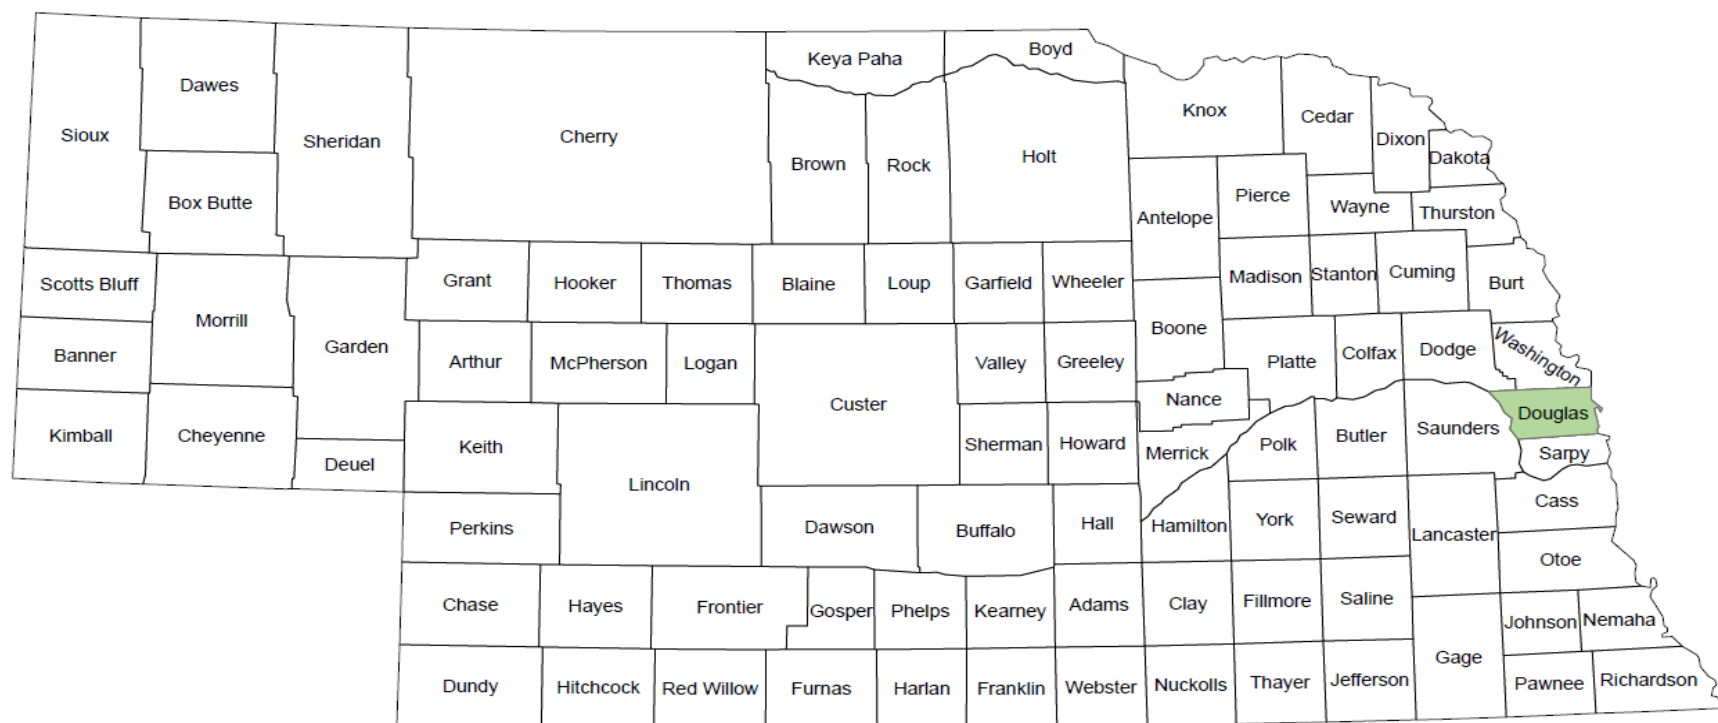 Keya Paha
Boyd
Dawes
Knox
Cedar
Sioux
Sheridan
Cherry
Dixon
Brown
Rock
Holt
Dakota
Box Butte
Pierce
Wayne
Antelope
Thurston
Scotts Bluff
Grant
Hooker
Thomas
Blaine
Loup
Garfield
Wheeler
Madison
Stanton
Cuming
Burt
Morrill
Garden
Boone
Banner
Arthur
McPherson
Logan
Valley
Greeley
Platte
Colfax
Dodge
Washington
Custer
Nance
Douglas
Kimball
Cheyenne
Keith
Sherman
Howard
Merrick
Polk
Butler
Saunders
Sarpy
Deuel
Lincoln
Cass
Perkins
Dawson
Buffalo
Hall
Hamilton
York
Seward
Lancaster
Otoe
Chase
Hayes
Frontier
Gosper
Phelps
Kearney
Adams
Clay
Fillmore
Saline
Johnson
Nemaha
Gage
Dundy
Hitchcock
Red Willow
Furnas
Harlan
Franklin
Webster
Nuckolls
Thayer
Jefferson
Pawnee
Richardson